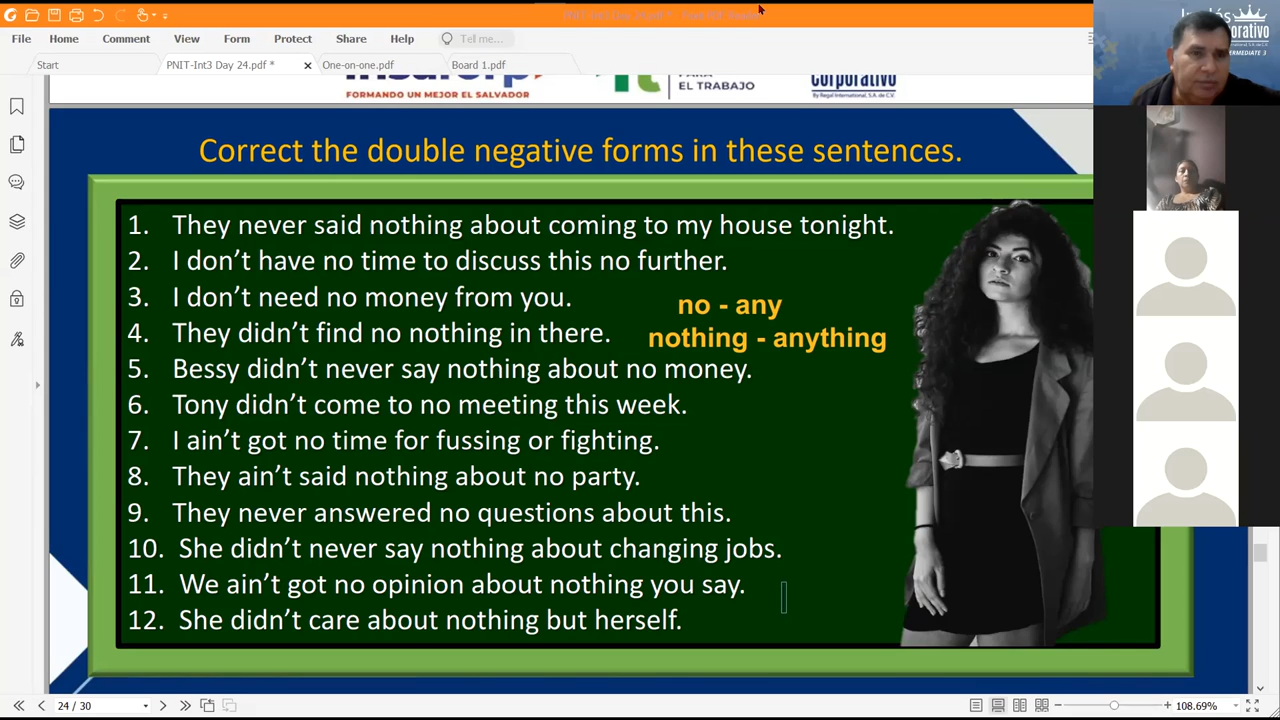 File Home Comment View Form Protect Share Help Tell me...
Start PNIT-Int3 Day 24.pdf * One-on-one.pdf Board 1.pdf
FORMANDO UN MEJOR EL SALVADOR
PARA
EL TRABAJO
By Regal International, S.A. de C.V.
Correct the double negative forms in these sentences.
1. They never said nothing about coming to my house tonight.
2. I don’t have no time to discuss this no further.
3. I don’t need no money from you.
no - any
4. They didn’t find no nothing in there.
nothing - anything
5. Bessy didn’t never say nothing about no money.
6. Tony didn’t come to no meeting this week.
7. I ain’t got no time for fussing or fighting.
8. They ain’t said nothing about no party.
9. They never answered no questions about this.
10. She didn’t never say nothing about changing jobs.
11. We ain’t got no opinion about nothing you say.
12. She didn’t care about nothing but herself.
24 / 30
108.69%